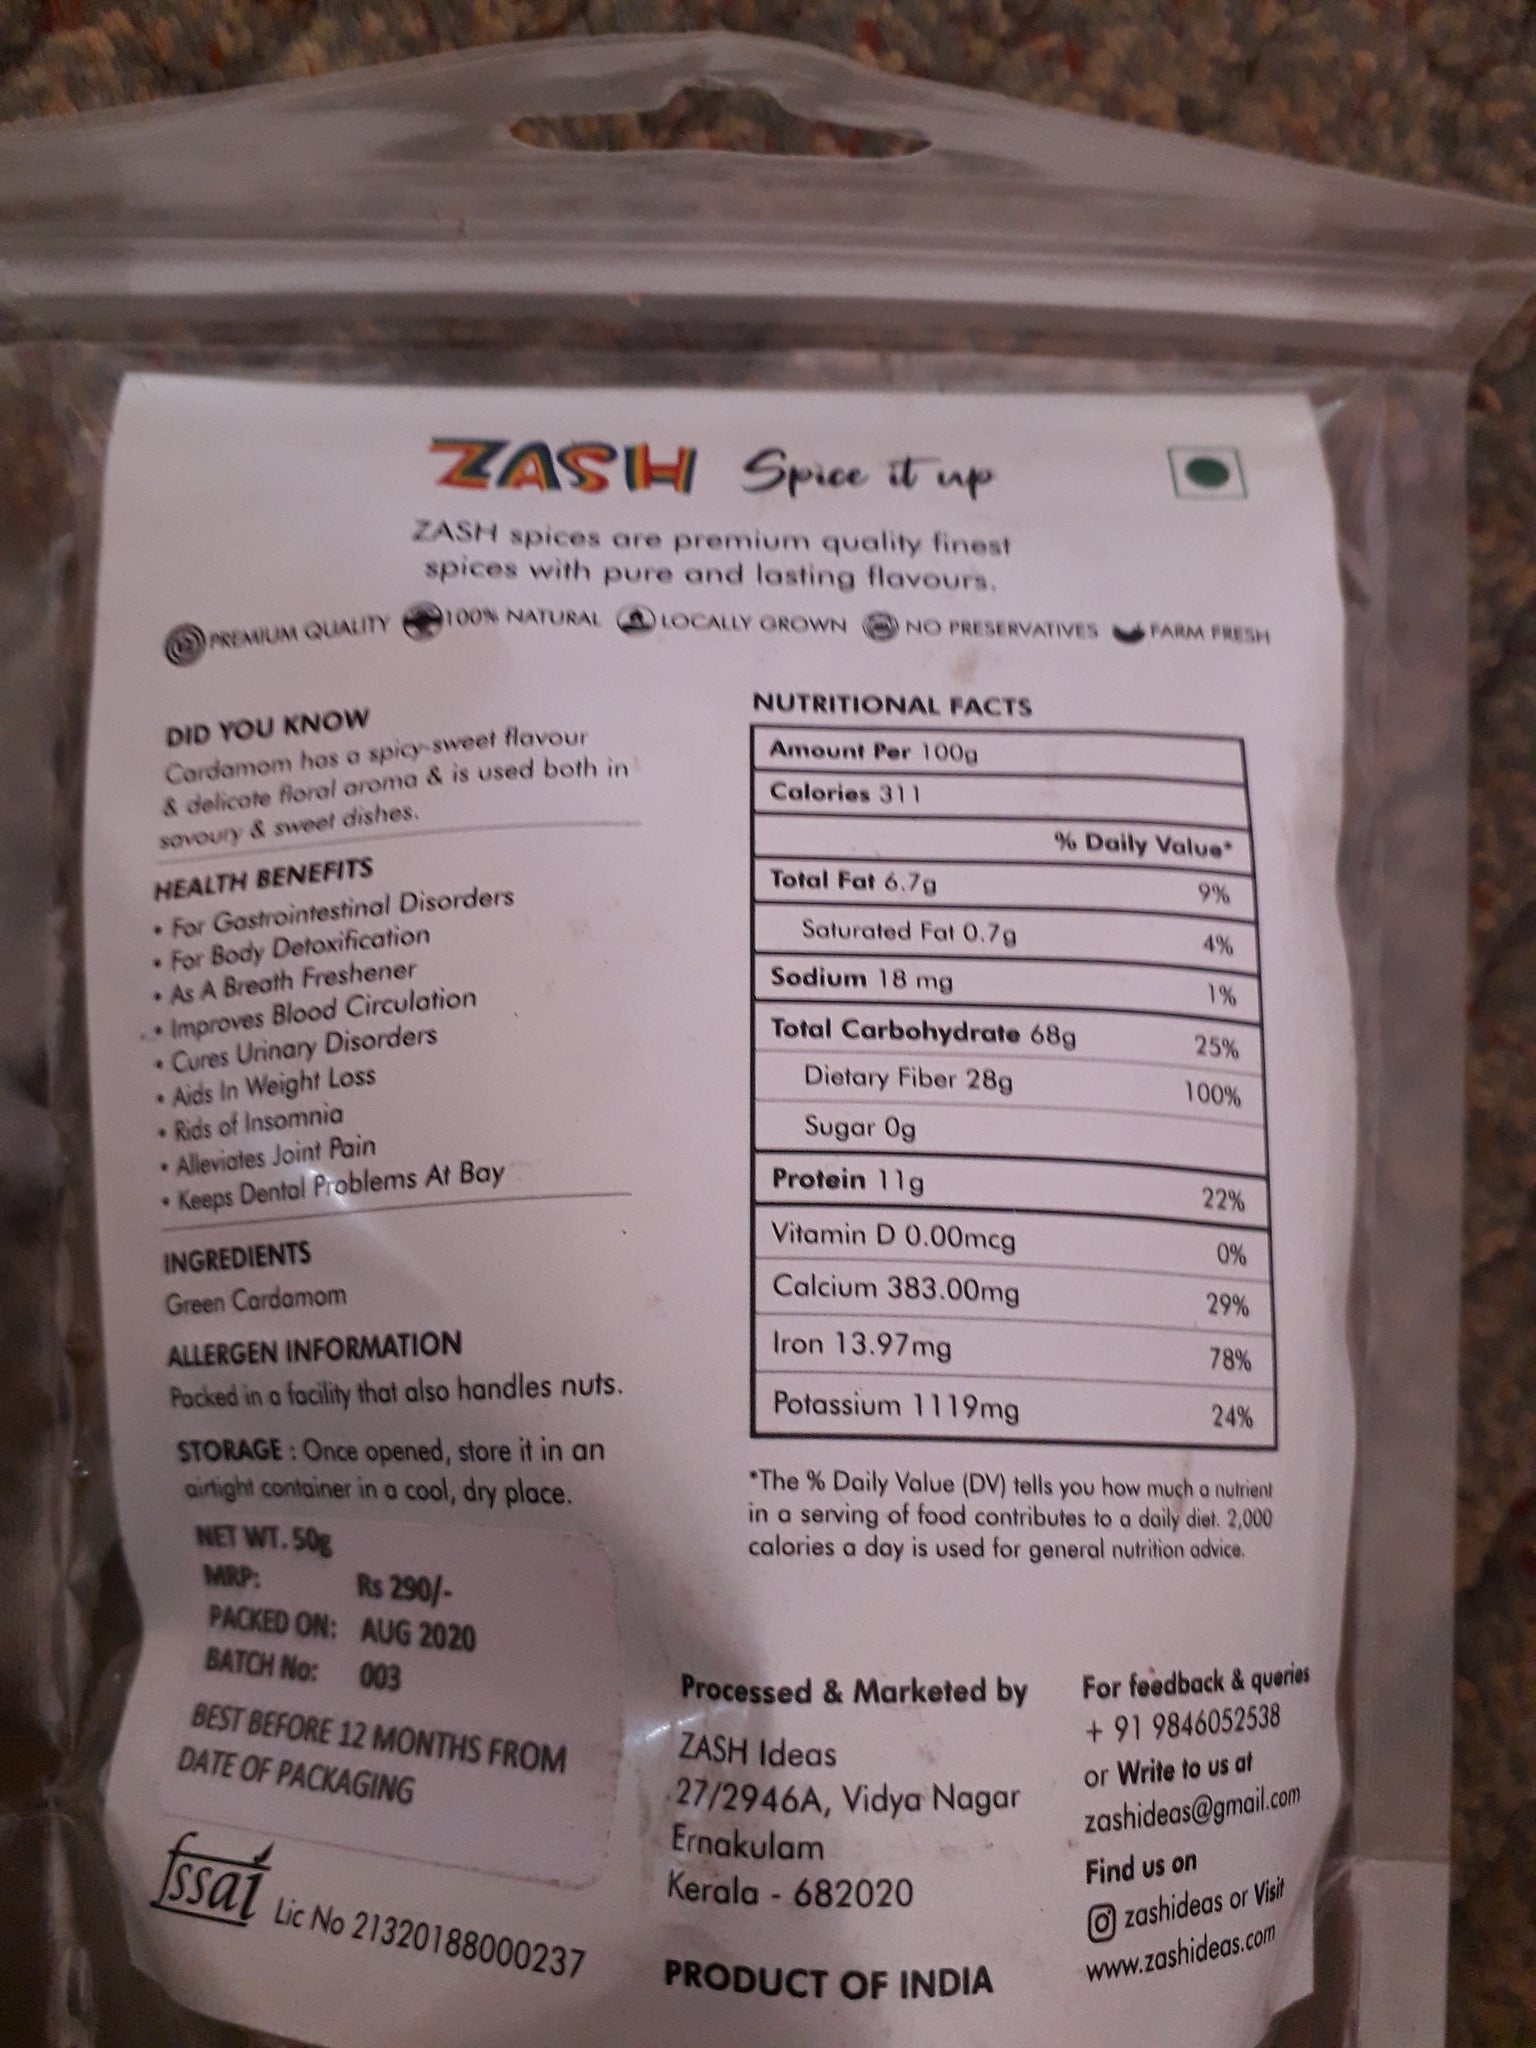 ZASH Spice it up
ZASH spices are premium quality finest
spices with pure and lasting flavours.
PREMIUM QUALITY 100% NATURAL LOCALLY GROWN NO PRESERVATIVES FARM FRESH
DID YOU KNOW
Cardamom has a spicy-sweet flavour
& delicate floral aroma & is used both in
savoury & sweet dishes.
HEALTH BENEFITS
• For Gastrointestinal Disorders
• For Body Detoxification
• As A Breath Freshener
• Improves Blood Circulation
• Cures Urinary Disorders
• Aids In Weight Loss
• Rids of Insomnia
• Alleviates Joint Pain
• Keeps Dental Problems At Bay
INGREDIENTS
Green Cardamom
ALLERGEN INFORMATION
Packed in a facility that also handles nuts.
STORAGE : Once opened, store it in an
airtight container in a cool, dry place.
NET WT. 50g
MRP: Rs 290/-
PACKED ON: AUG 2020
BATCH No: 003
BEST BEFORE 12 MONTHS FROM
DATE OF PACKAGING
fssai Lic No 21320188000237
NUTRITIONAL FACTS
Amount Per 100g
Calories 311
% Daily Value*
Total Fat 6.7g 9%
Saturated Fat 0.7g 4%
Sodium 18 mg 1%
Total Carbohydrate 68g 25%
Dietary Fiber 28g 100%
Sugar 0g
Protein 11g 22%
Vitamin D 0.00mcg 0%
Calcium 383.00mg 29%
Iron 13.97mg 78%
Potassium 1119mg 24%
*The % Daily Value (DV) tells you how much a nutrient
in a serving of food contributes to a daily diet. 2,000
calories a day is used for general nutrition advice.
Processed & Marketed by
ZASH Ideas
27/2946A, Vidya Nagar
Ernakulam
Kerala - 682020
PRODUCT OF INDIA
For feedback & queries
+ 91 9846052538
or Write to us at
zashideas@gmail.com
Find us on
zashideas or Visit
www.zashideas.com